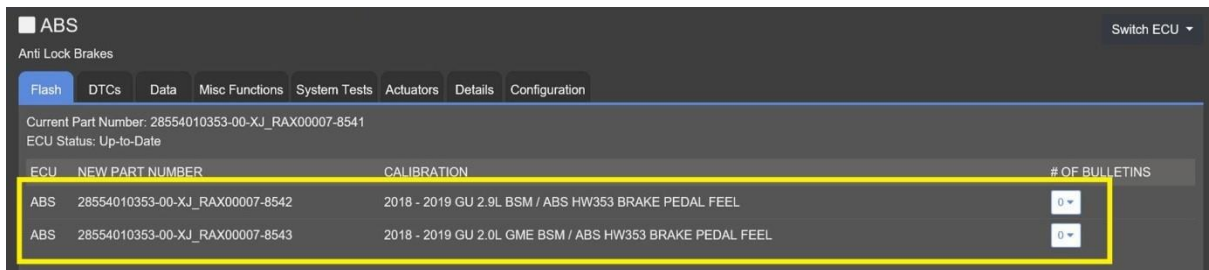 ABS
Switch ECU
Anti Lock Brakes
Flash DTCs Data Misc Functions System Tests Actuators Details Configuration
Current Part Number: 28554010353-00-XJ_RAX00007-8541
ECU Status: Up-to-Date
ECU NEW PART NUMBER CALIBRATION # OF BULLETINS
ABS 28554010353-00-XJ_RAX00007-8542 2018 - 2019 GU 2.9L BSM / ABS HW353 BRAKE PEDAL FEEL 0
ABS 28554010353-00-XJ_RAX00007-8543 2018 - 2019 GU 2.0L GME BSM / ABS HW353 BRAKE PEDAL FEEL 0